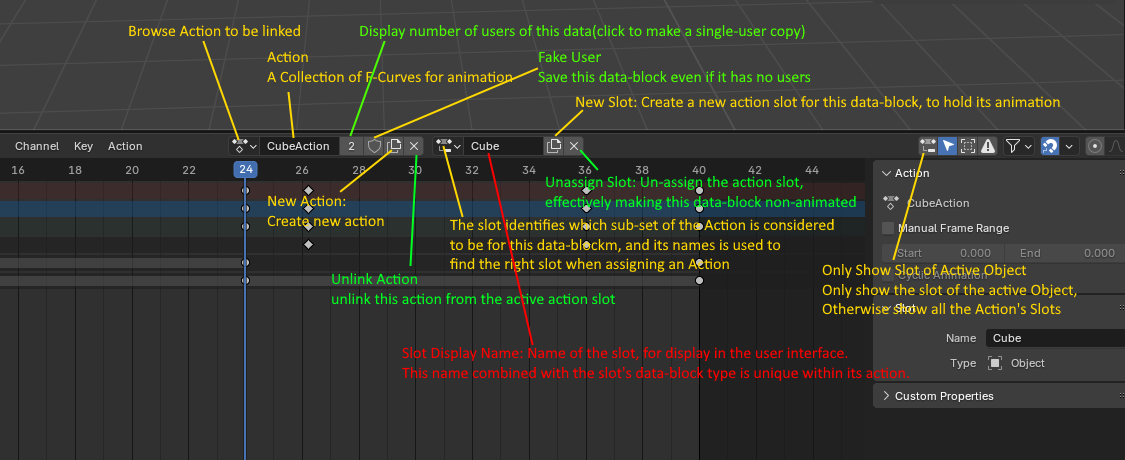 Browse Action to be linked
Display number of users of this data(click to make a single-user copy)
Action
A Collection of F-Curves for animation
Fake User
Save this data-block even if it has no users
New Slot: Create a new action slot for this data-block, to hold its animation
Channel Key Action
CubeAction 2
Cube
16 18 20 22 24 26 28 30 32 34 36 38 40 42 44
Unassign Slot: Un-assign the action slot,
effectively making this data-block non-animated
New Action:
Create new action
The slot identifies which sub-set of the Action is considered
to be for this data-blockm, and its names is used to
find the right slot when assigning an Action
Unlink Action
unlink this action from the active action slot
Slot Display Name: Name of the slot, for display in the user interface.
This name combined with the slot's data-block type is unique within its action.
Action
CubeAction
Manual Frame Range
Start 0.000 End 0.000
Cyclic Animation
Only Show Slot of Active Object
Only show the slot of the active Object,
Otherwise show all the Action's Slots
Slot
Name Cube
Type Object
Custom Properties